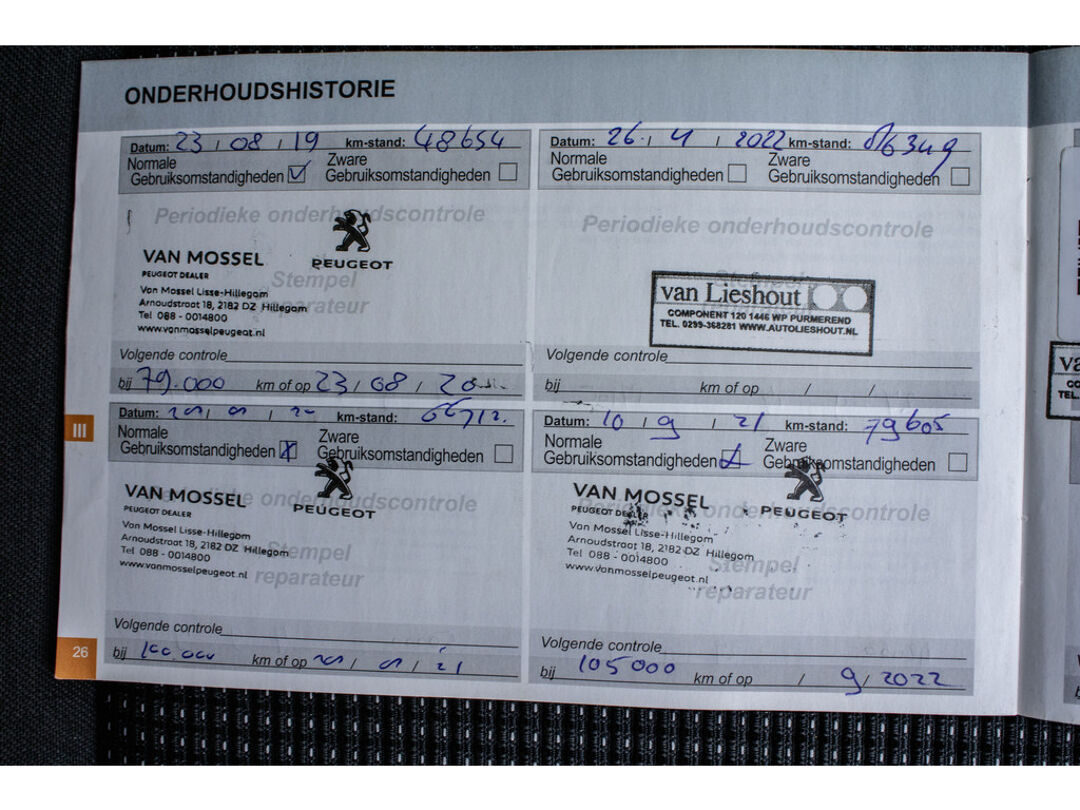 ONDERHOUDSHISTORIE
Datum: 23 / 08 / 19 km-stand: 48654
Normale
Gebruiksomstandigheden
Zware
Gebruiksomstandigheden
Periodieke onderhoudscontrole
VAN MOSSEL
PEUGEOT DEALER
PEUGEOT
Van Mossel Lisse-Hillegom
Arnoudstraat 18, 2182 DZ Hillegom
Tel 088 - 0014800
www.vanmosselpeugeot.nl
Stempel
reparateur
Volgende controle
bij 79.000 km of op 23 / 08 / 20
Datum: / / km-stand: 66712.
Normale
Gebruiksomstandigheden
Zware
Gebruiksomstandigheden
Periodieke onderhoudscontrole
VAN MOSSEL
PEUGEOT DEALER
PEUGEOT
Van Mossel Lisse-Hillegom
Arnoudstraat 18, 2182 DZ Hillegom
Tel 088 - 0014800
www.vanmosselpeugeot.nl
Stempel
reparateur
Volgende controle
bij 100.000 km of op / / 21
Datum: 26 / 4 / 2022 km-stand:
Normale
Gebruiksomstandigheden
Zware
Gebruiksomstandigheden
Periodieke onderhoudscontrole
Stempel
van Lieshout
COMPONENT 120 1446 WP PURMEREND
TEL. 0299-368281 WWW.AUTOLIESHOUT.NL
Volgende controle
bij km of op / /
Datum: 10 / 9 / 21 km-stand: 79605
Normale
Gebruiksomstandigheden
Zware
Gebruiksomstandigheden
Periodieke onderhoudscontrole
VAN MOSSEL
PEUGEOT DEALER
PEUGEOT
Van Mossel Lisse-Hillegom
Arnoudstraat 18, 2182 DZ Hillegom
Tel 088 - 0014800
www.vanmosselpeugeot.nl
Stempel
reparateur
Volgende controle
bij 105000 km of op / 9 / 2022
III
26